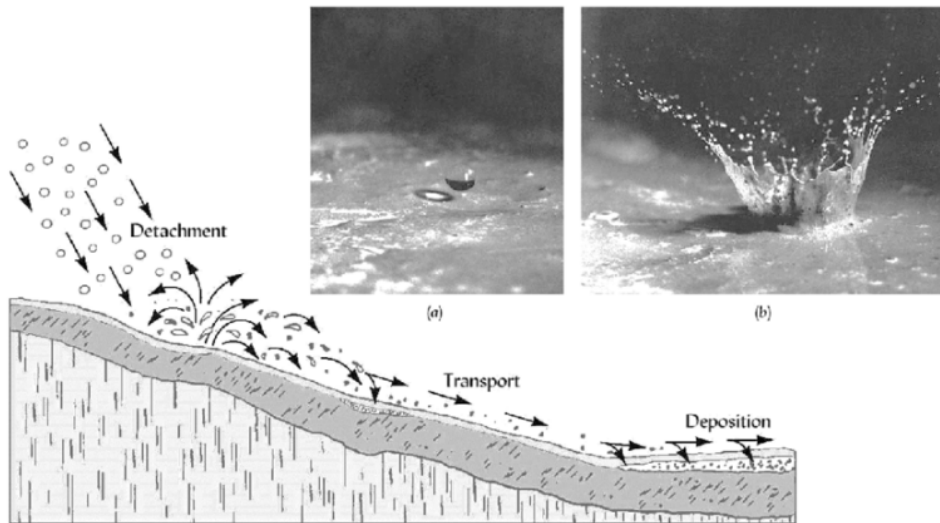 Detachment
(a)
(b)
Transport
Deposition